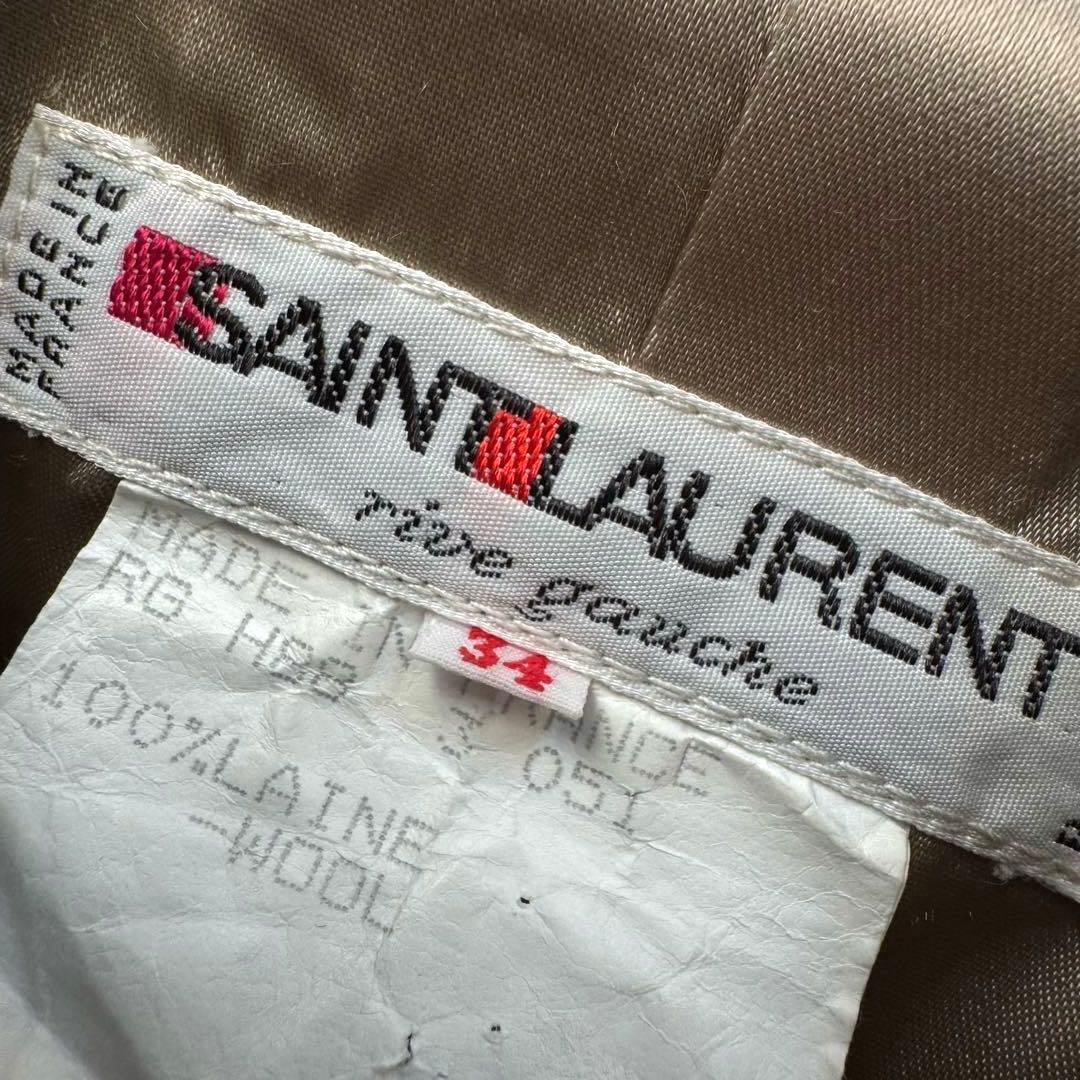 MADE IN
FRANCE
SAINT LAURENT
rive gauche
34
MADE IN FRANCE
RG H88 051
100%LAINE
-WOOL